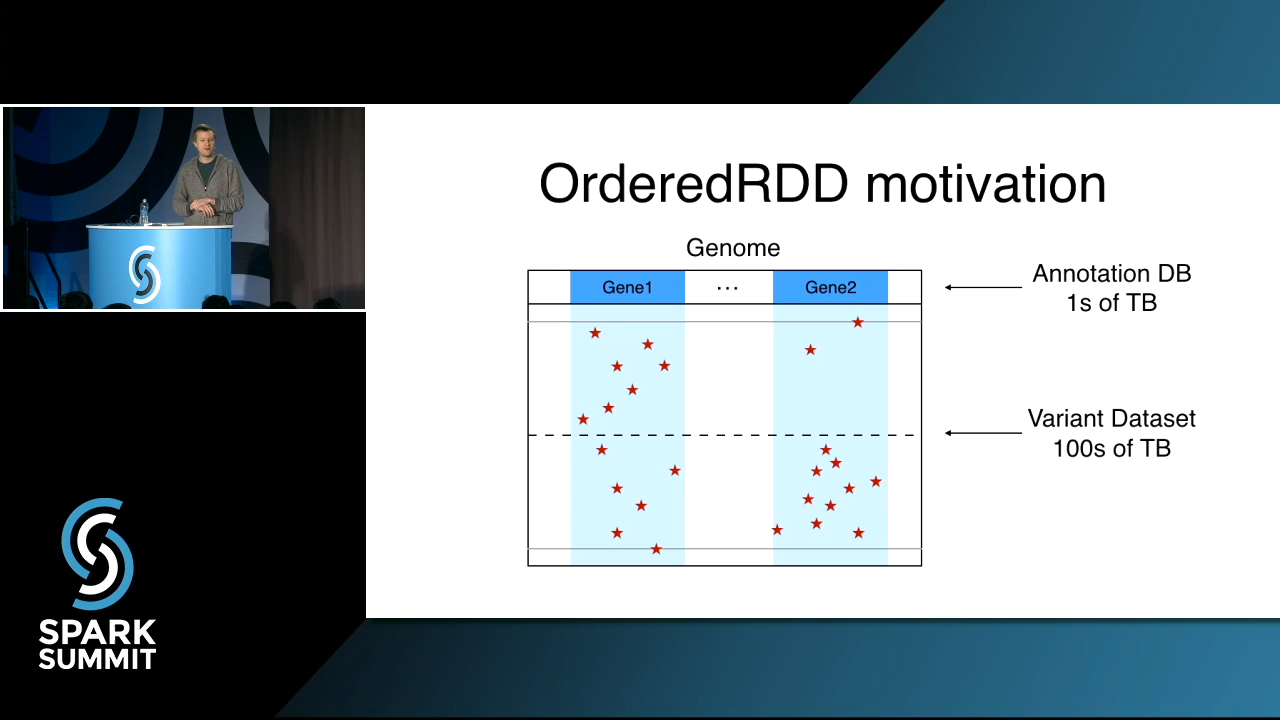 OrderedRDD motivation
Genome
Gene1 ... Gene2
Annotation DB
1s of TB
Variant Dataset
100s of TB
SPARK
SUMMIT